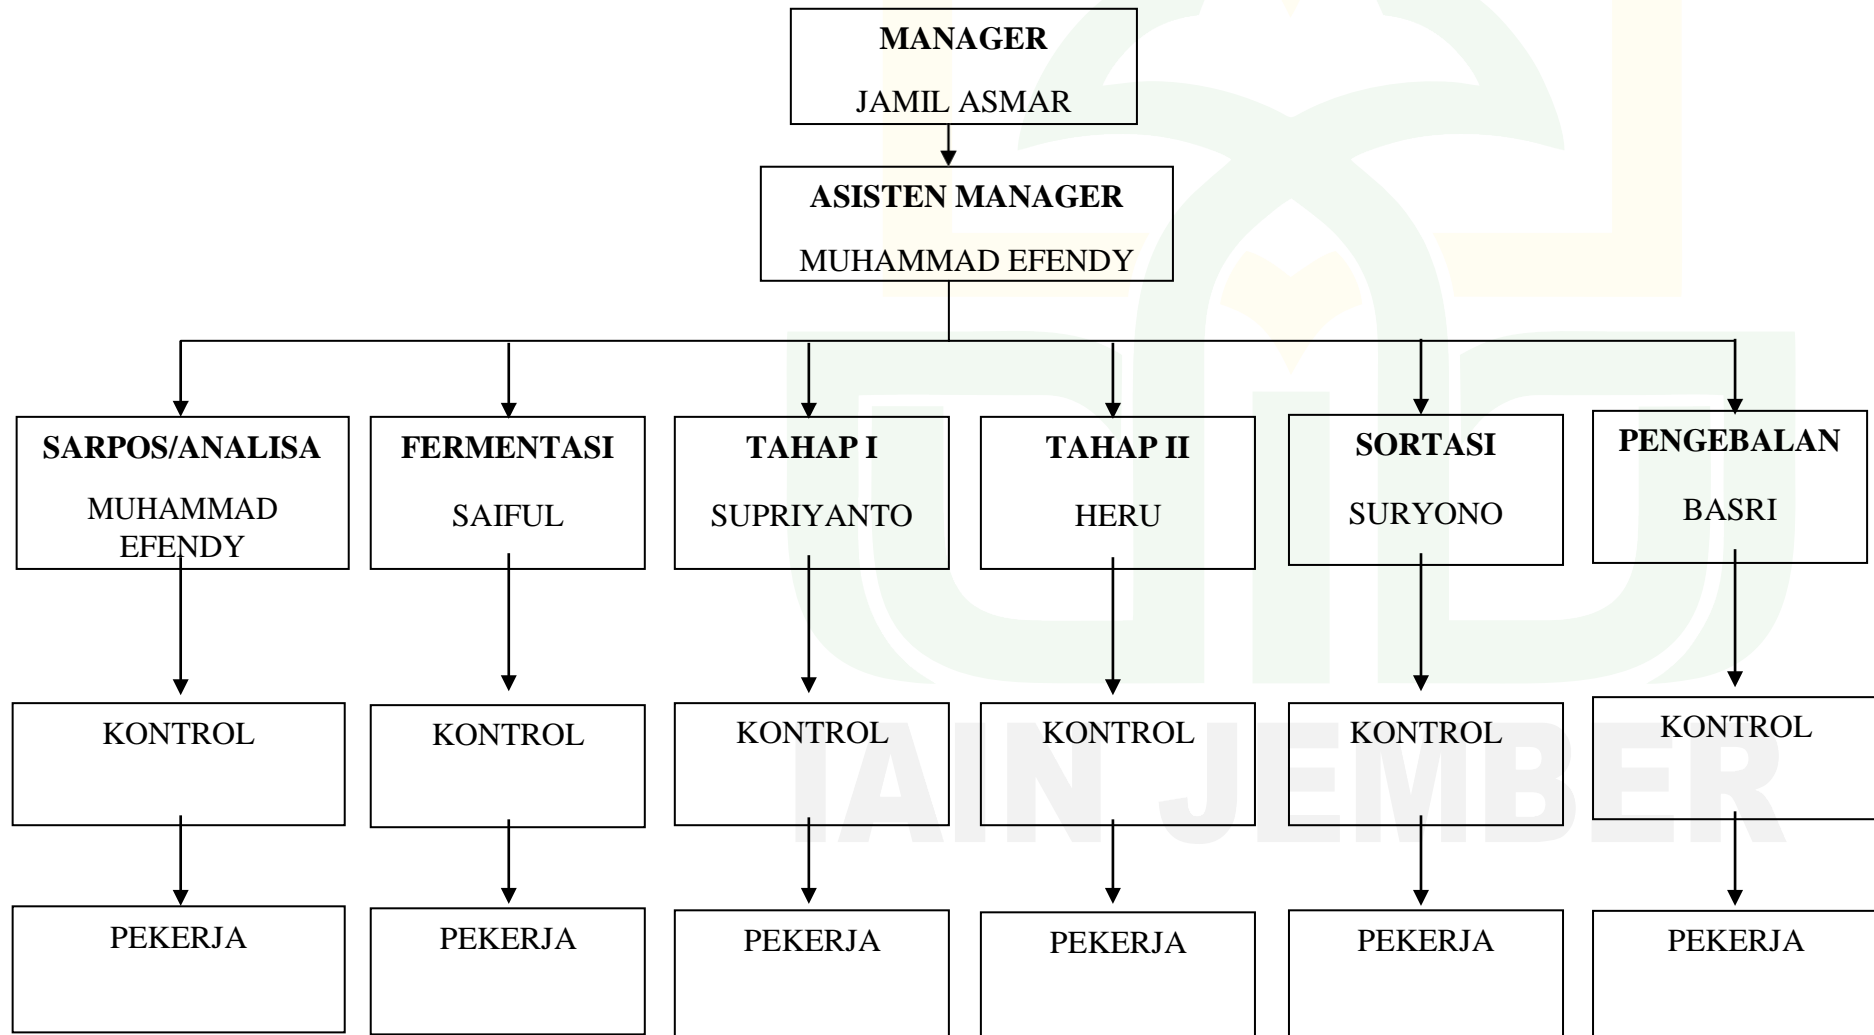 MANAGER
JAMIL ASMAR
ASISTEN MANAGER
MUHAMMAD EFENDY
SARPOS/ANALISA
MUHAMMAD
EFENDY
FERMENTASI
SAIFUL
TAHAP I
SUPRIYANTO
TAHAP II
HERU
SORTASI
SURYONO
PENGEBALAN
BASRI
KONTROL
KONTROL
KONTROL
KONTROL
KONTROL
KONTROL
PEKERJA
PEKERJA
PEKERJA
PEKERJA
PEKERJA
PEKERJA
IAIN JEMBER